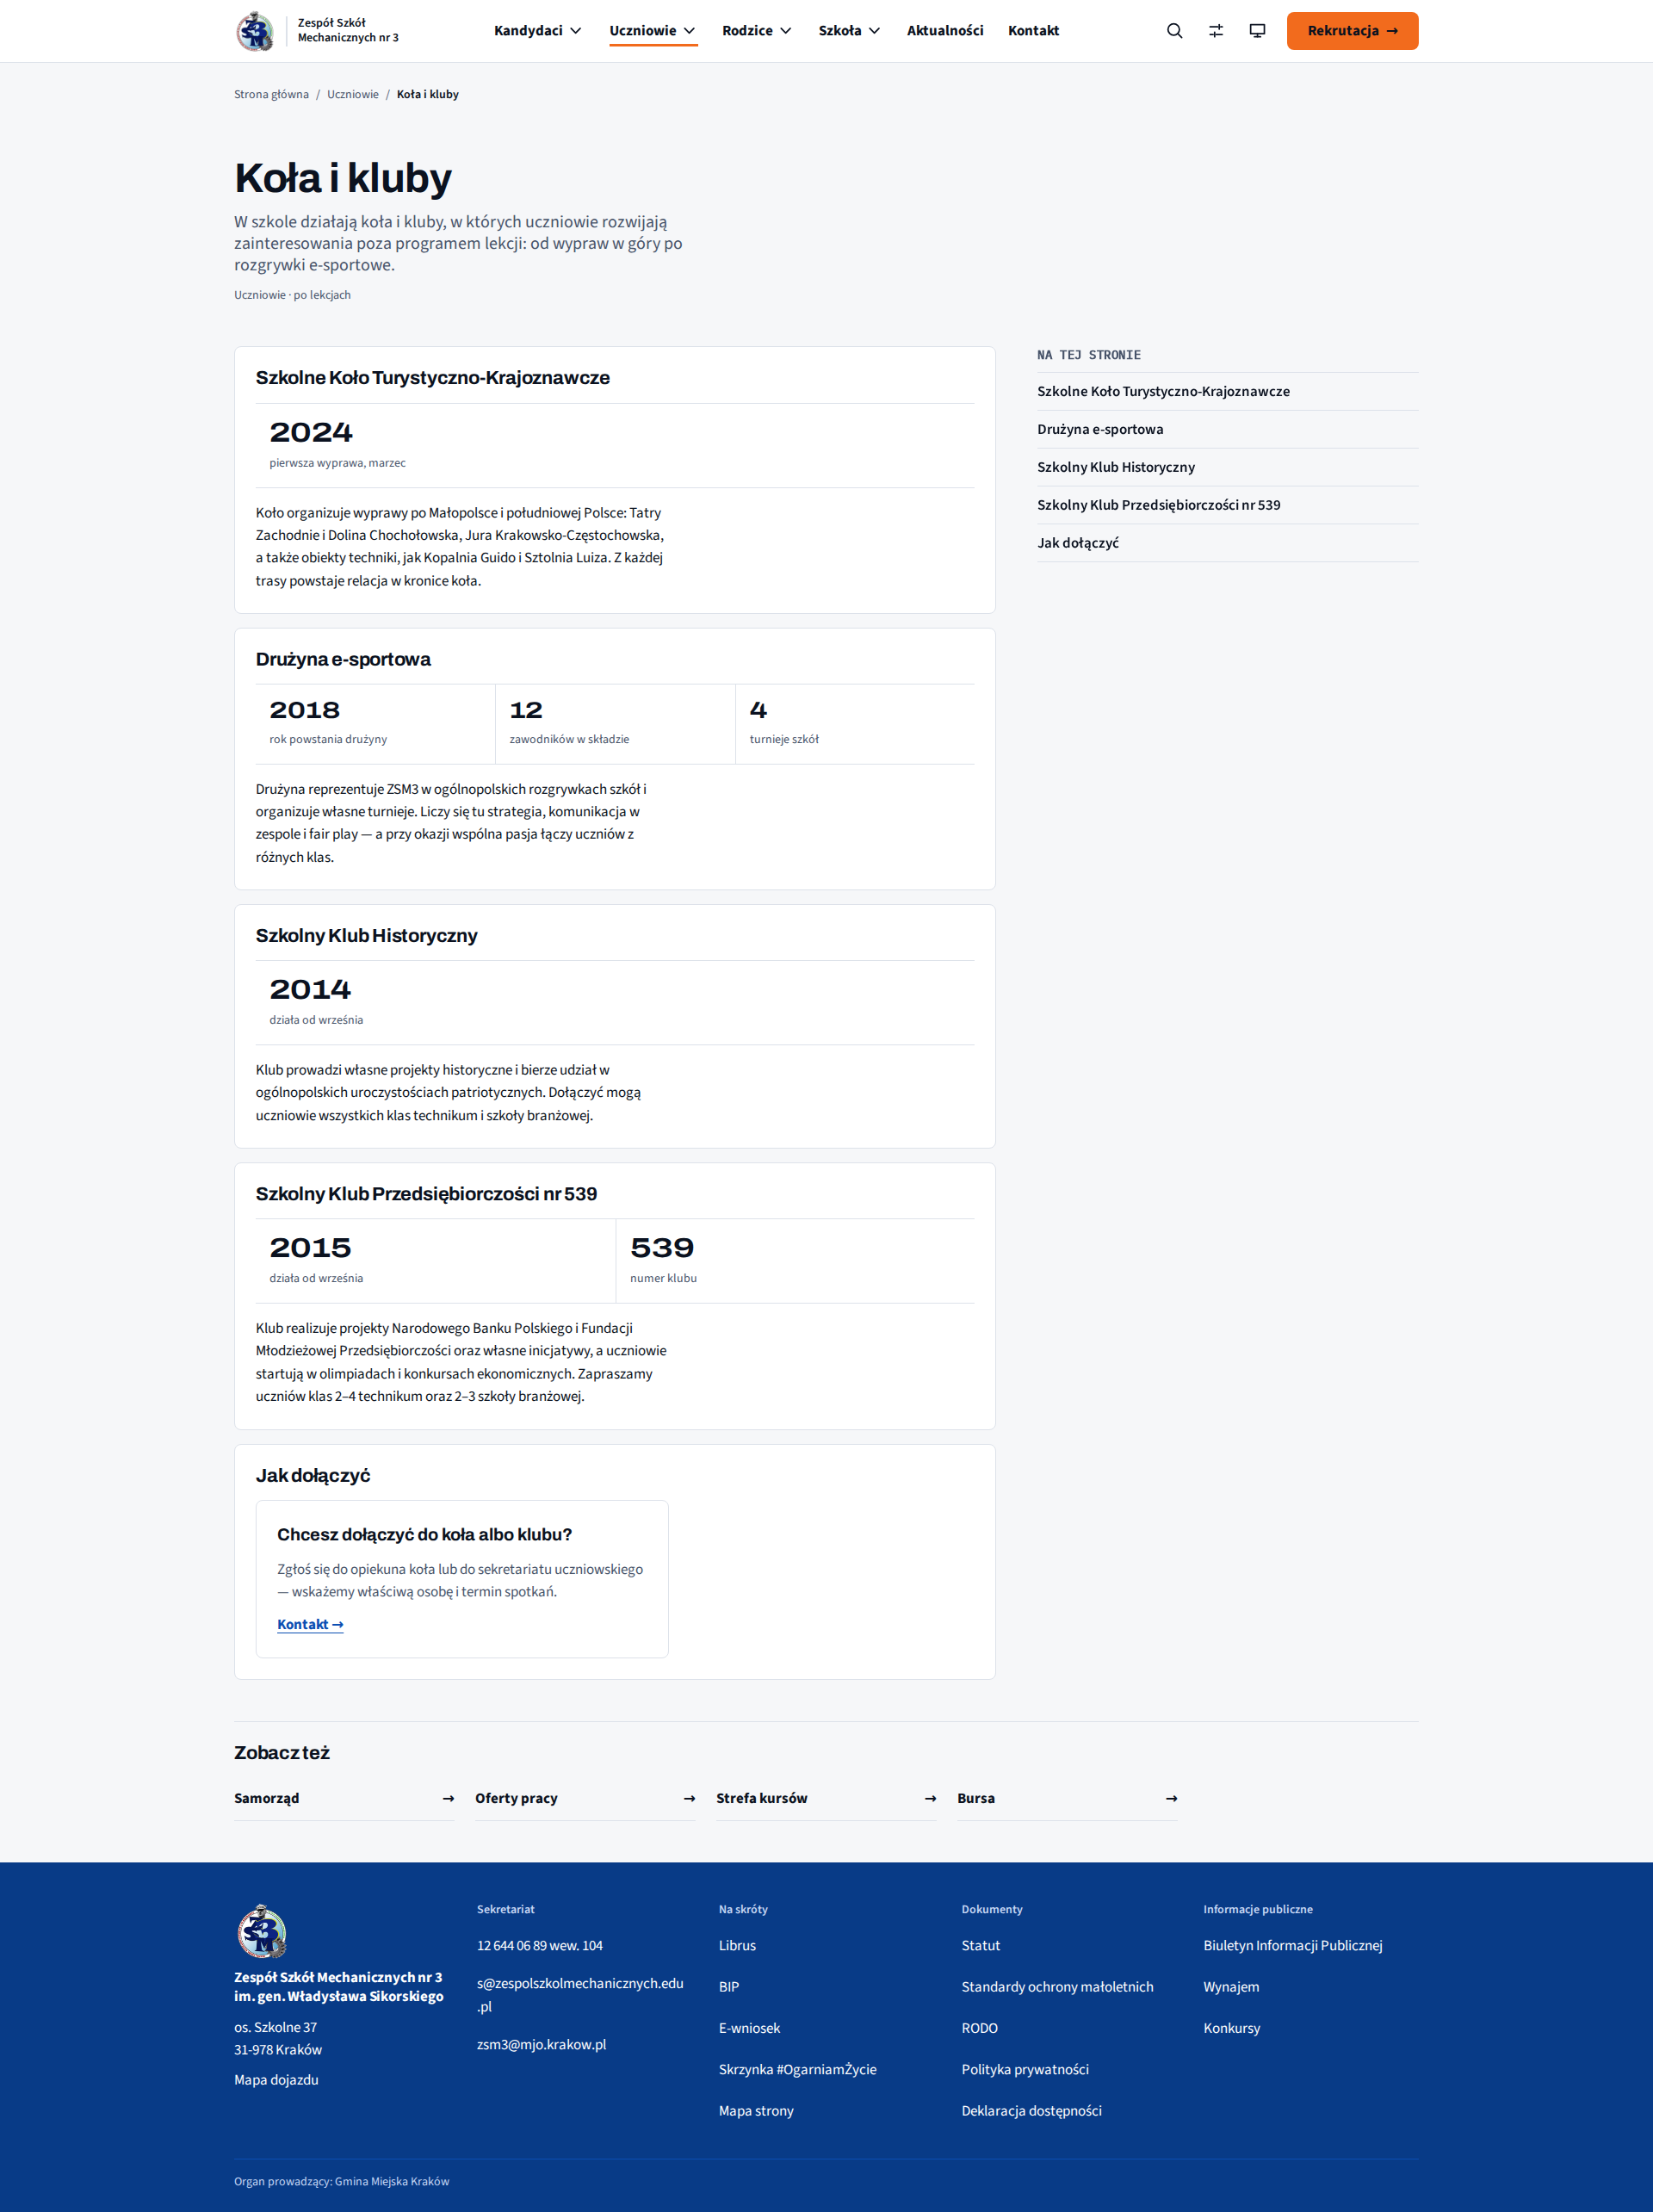 Zespół Szkół
Mechanicznych nr 3
Kandydaci
Uczniowie
Rodzice
Szkoła
Aktualności
Kontakt
Rekrutacja →
Strona główna / Uczniowie / Koła i kluby
Koła i kluby
W szkole działają koła i kluby, w których uczniowie rozwijają
zainteresowania poza programem lekcji: od wypraw w góry po
rozgrywki e-sportowe.
Uczniowie · po lekcjach
Szkolne Koło Turystyczno-Krajoznawcze
2024
pierwsza wyprawa, marzec
Koło organizuje wyprawy po Małopolsce i południowej Polsce: Tatry
Zachodnie i Dolina Chochołowska, Jura Krakowsko-Częstochowska,
a także obiekty techniki, jak Kopalnia Guido i Sztolnia Luiza. Z każdej
trasy powstaje relacja w kronice koła.
Drużyna e-sportowa
2018
rok powstania drużyny
12
zawodników w składzie
4
turnieje szkół
Drużyna reprezentuje ZSM3 w ogólnopolskich rozgrywkach szkół i
organizuje własne turnieje. Liczy się tu strategia, komunikacja w
zespole i fair play — a przy okazji wspólna pasja łączy uczniów z
różnych klas.
Szkolny Klub Historyczny
2014
działa od września
Klub prowadzi własne projekty historyczne i bierze udział w
ogólnopolskich uroczystościach patriotycznych. Dołączyć mogą
uczniowie wszystkich klas technikum i szkoły branżowej.
Szkolny Klub Przedsiębiorczości nr 539
2015
działa od września
539
numer klubu
Klub realizuje projekty Narodowego Banku Polskiego i Fundacji
Młodzieżowej Przedsiębiorczości oraz własne inicjatywy, a uczniowie
startują w olimpiadach i konkursach ekonomicznych. Zapraszamy
uczniów klas 2–4 technikum oraz 2–3 szkoły branżowej.
Jak dołączyć
Chcesz dołączyć do koła albo klubu?
Zgłoś się do opiekuna koła lub do sekretariatu uczniowskiego
— wskażemy właściwą osobę i termin spotkań.
Kontakt →
NA TEJ STRONIE
Szkolne Koło Turystyczno-Krajoznawcze
Drużyna e-sportowa
Szkolny Klub Historyczny
Szkolny Klub Przedsiębiorczości nr 539
Jak dołączyć
Zobacz też
Samorząd →
Oferty pracy →
Strefa kursów →
Bursa →
Zespół Szkół Mechanicznych nr 3
im. gen. Władysława Sikorskiego
os. Szkolne 37
31-978 Kraków
Mapa dojazdu
Sekretariat
12 644 06 89 wew. 104
s@zespolszkolmechanicznych.edu
.pl
zsm3@mjo.krakow.pl
Na skróty
Librus
BIP
E-wniosek
Skrzynka #OgarniamŻycie
Mapa strony
Dokumenty
Statut
Standardy ochrony małoletnich
RODO
Polityka prywatności
Deklaracja dostępności
Informacje publiczne
Biuletyn Informacji Publicznej
Wynajem
Konkursy
Organ prowadzący: Gmina Miejska Kraków